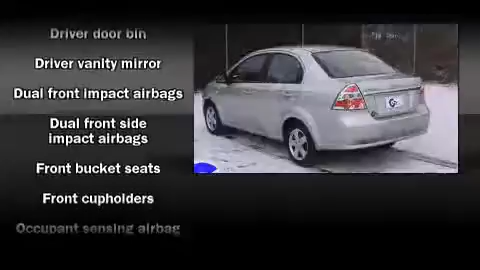 Driver door bin
Driver vanity mirror
Dual front impact airbags
Dual front side
impact airbags
Front bucket seats
Front cupholders
Occupant sensing airbag